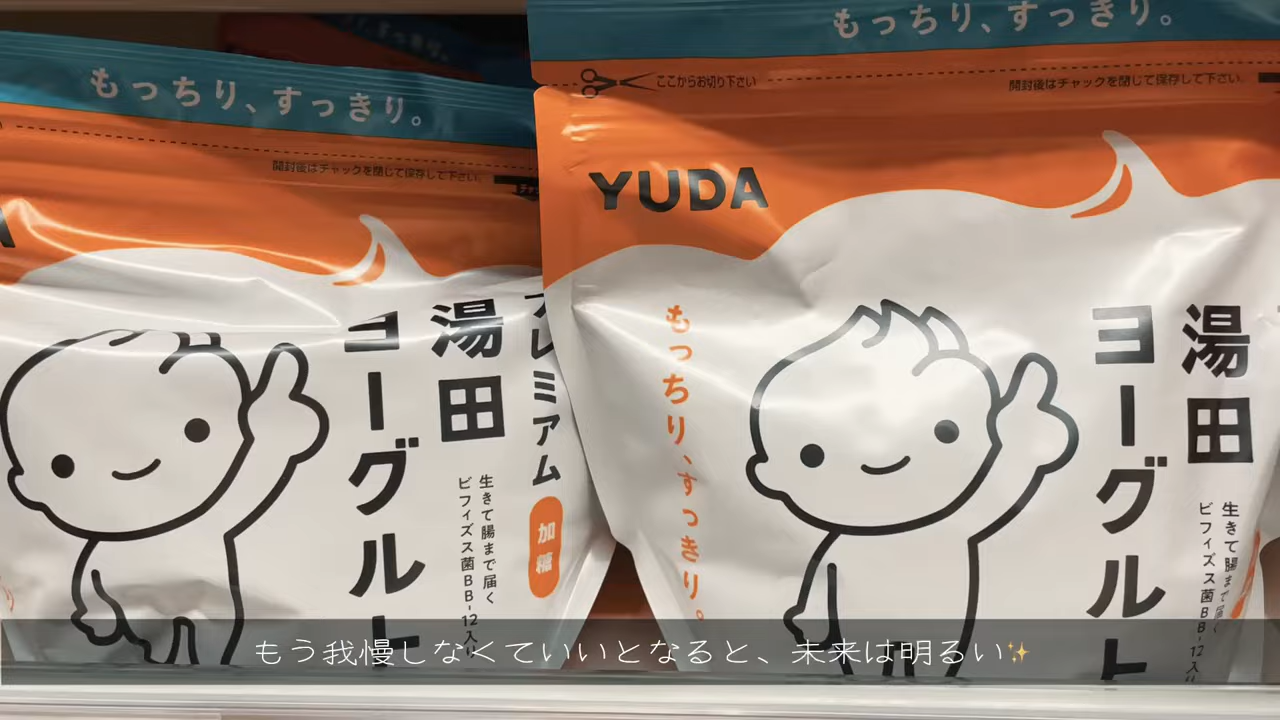 もっちり、すっきり。
開封後はチャックを閉じて保存して下さい。
プレミアム
加糖
湯田
ヨーグルト
生きて腸まで届く
ビフィズス菌BB-12入り
もっちり、すっきり。
ここからお切り下さい
開封後はチャックを閉じて保存して下さい。
YUDA
湯田
ヨーグルト
生きて腸まで届く
ビフィズス菌BB-12入り
もっちり、すっきり。
もう我慢しなくていいとなると、未来は明るい✨